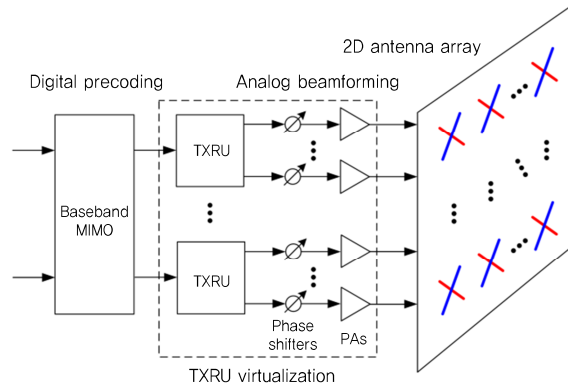 2D antenna array
Digital precoding
Analog beamforming
TXRU
Baseband
MIMO
TXRU
Phase
shifters
PAs
TXRU virtualization